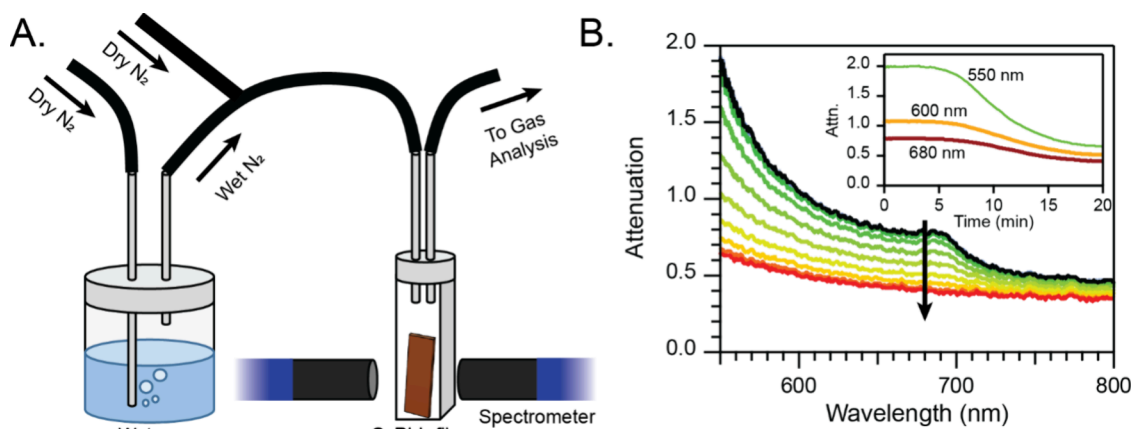 A.
Dry N₂
Dry N₂
Wet N₂
To Gas
Analysis
Spectrometer
B.
Attenuation
2.0
1.5
1.0
0.5
0.0
600
700
800
Wavelength (nm)
Attn.
2.0
1.5
1.0
0.5
0.0
550 nm
600 nm
680 nm
0
5
10
15
20
Time (min)